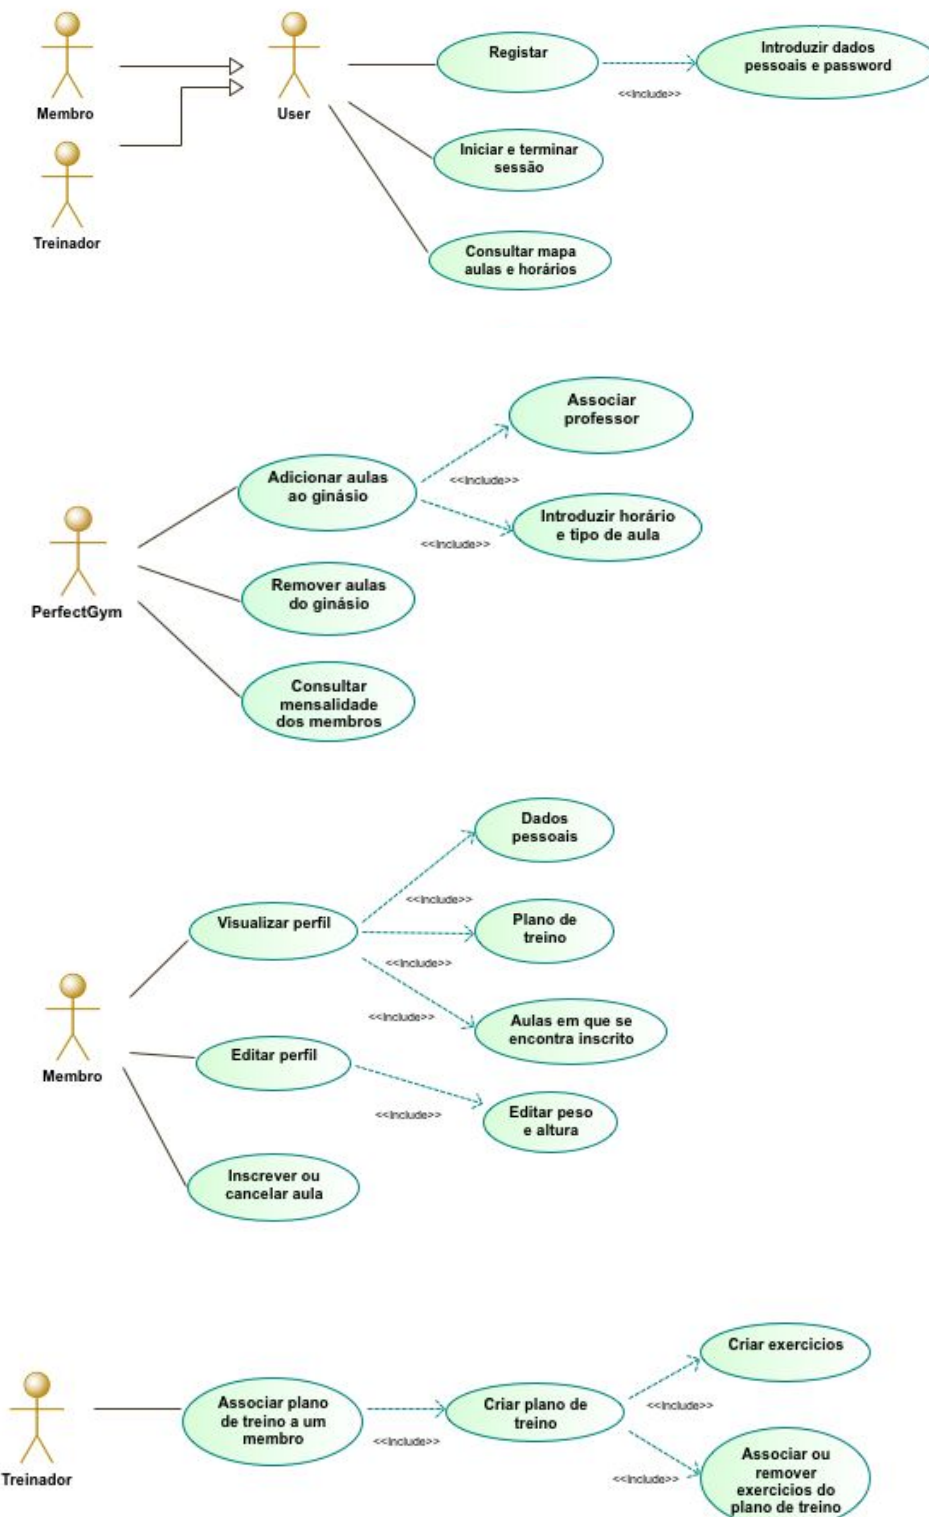 Membro
Treinador
User
Registar
<<Include>>
Introduzir dados
pessoais e password
Iniciar e terminar
sessão
Consultar mapa
aulas e horários
PerfectGym
Adicionar aulas
ao ginásio
<<Include>>
Associar
professor
<<Include>>
Introduzir horário
e tipo de aula
Remover aulas
do ginásio
Consultar
mensalidade
dos membros
Membro
Visualizar perfil
<<Include>>
Dados
pessoais
<<Include>>
Plano de
treino
<<Include>>
Aulas em que se
encontra inscrito
Editar perfil
<<Include>>
Editar peso
e altura
Inscrever ou
cancelar aula
Treinador
Associar plano
de treino a um
membro
<<Include>>
Criar plano de
treino
<<Include>>
Criar exercicios
<<Include>>
Associar ou
remover
exercicios do
plano de treino